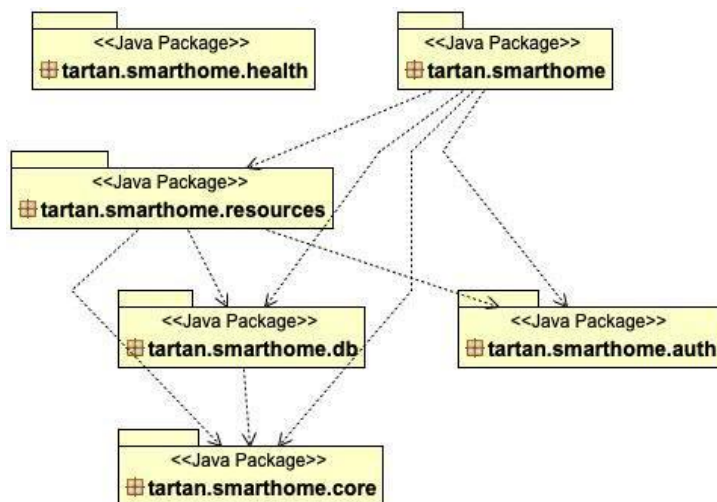 <<Java Package>>
tartan.smarthome.health
<<Java Package>>
tartan.smarthome
<<Java Package>>
tartan.smarthome.resources
<<Java Package>>
tartan.smarthome.db
<<Java Package>>
tartan.smarthome.auth
<<Java Package>>
tartan.smarthome.core